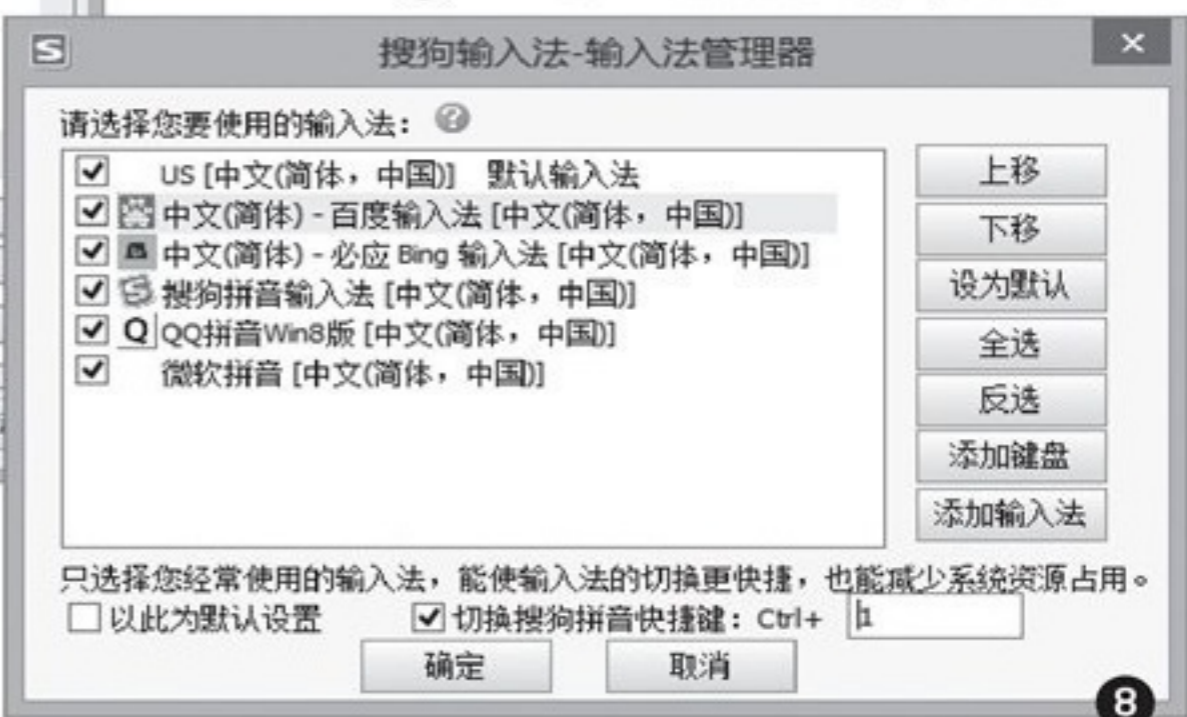 搜狗输入法-输入法管理器
请选择您要使用的输入法：
US [中文(简体，中国)] 默认输入法
中文(简体) - 百度输入法 [中文(简体，中国)]
中文(简体) - 必应 Bing 输入法 [中文(简体，中国)]
搜狗拼音输入法 [中文(简体，中国)]
QQ拼音Win8版 [中文(简体，中国)]
微软拼音 [中文(简体，中国)]
上移
下移
设为默认
全选
反选
添加键盘
添加输入法
只选择您经常使用的输入法，能使输入法的切换更快捷，也能减少系统资源占用。
以此为默认设置 切换搜狗拼音快捷键：Ctrl+ 1
确定 取消
8